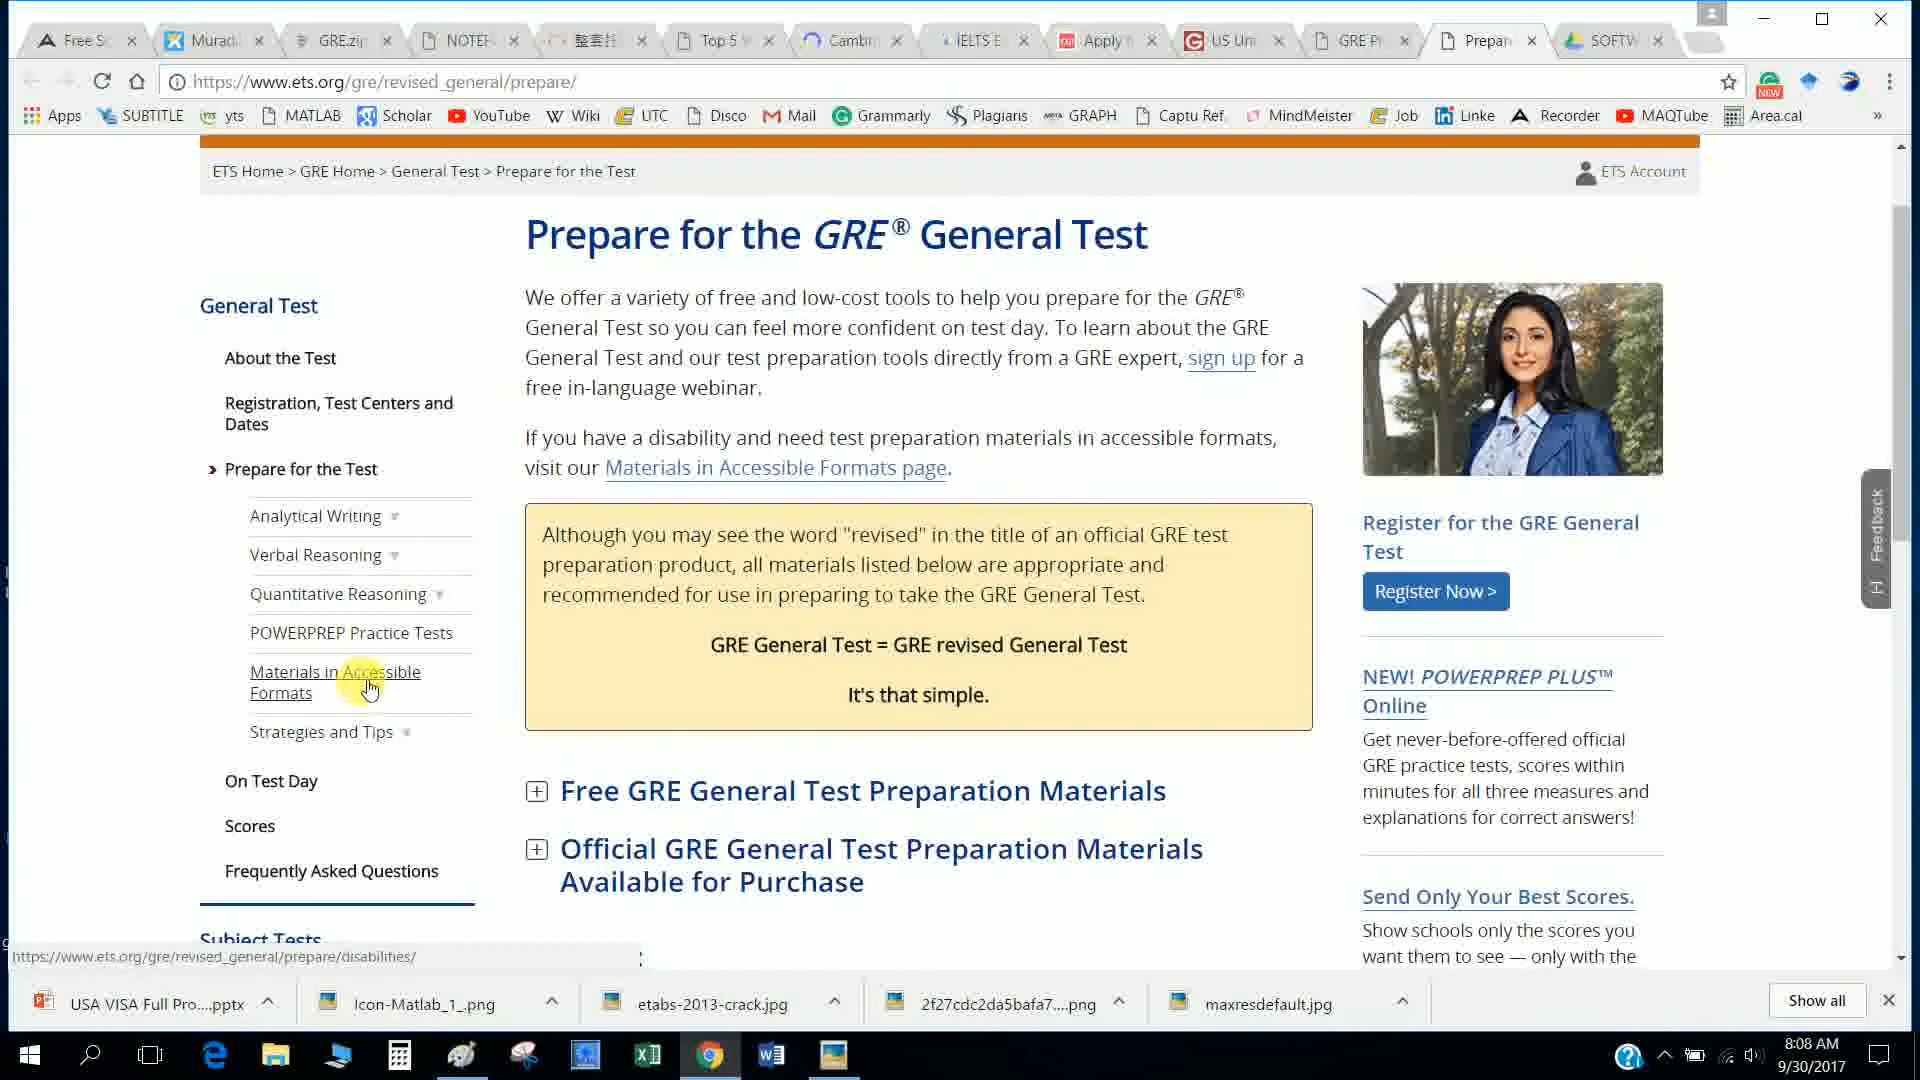 Free Sc
Murad
GRE.zip
NOTEF
整套托
Top 5 V
Camb
IELTS E
Apply
US Un
GRE P
Prepar
SOFTW
https://www.ets.org/gre/revised_general/prepare/
NEW
Apps
SUBTITLE
yts
MATLAB
Scholar
YouTube
Wiki
UTC
Disco
Mail
Grammarly
Plagiaris
GRAPH
Captu Ref.
MindMeister
Job
Linke
Recorder
MAQTube
Area.cal
»
ETS Home > GRE Home > General Test > Prepare for the Test
ETS Account
Prepare for the GRE® General Test
General Test
About the Test
Registration, Test Centers and
Dates
Prepare for the Test
Analytical Writing
Verbal Reasoning
Quantitative Reasoning
POWERPREP Practice Tests
Materials in Accessible
Formats
Strategies and Tips
On Test Day
Scores
Frequently Asked Questions
Subject Tests
We offer a variety of free and low-cost tools to help you prepare for the GRE®
General Test so you can feel more confident on test day. To learn about the GRE
General Test and our test preparation tools directly from a GRE expert, sign up for a
free in-language webinar.
If you have a disability and need test preparation materials in accessible formats,
visit our Materials in Accessible Formats page.
Although you may see the word "revised" in the title of an official GRE test
preparation product, all materials listed below are appropriate and
recommended for use in preparing to take the GRE General Test.
GRE General Test = GRE revised General Test
It's that simple.
Free GRE General Test Preparation Materials
Official GRE General Test Preparation Materials
Available for Purchase
Register for the GRE General
Test
Register Now >
NEW! POWERPREP PLUS™
Online
Get never-before-offered official
GRE practice tests, scores within
minutes for all three measures and
explanations for correct answers!
Send Only Your Best Scores.
Show schools only the scores you
want them to see — only with the
Feedback
https://www.ets.org/gre/revised_general/prepare/disabilities/
USA VISA Full Pro....pptx
Icon-Matlab_1_.png
etabs-2013-crack.jpg
2f27cdc2da5bafa7....png
maxresdefault.jpg
Show all
8:08 AM
9/30/2017